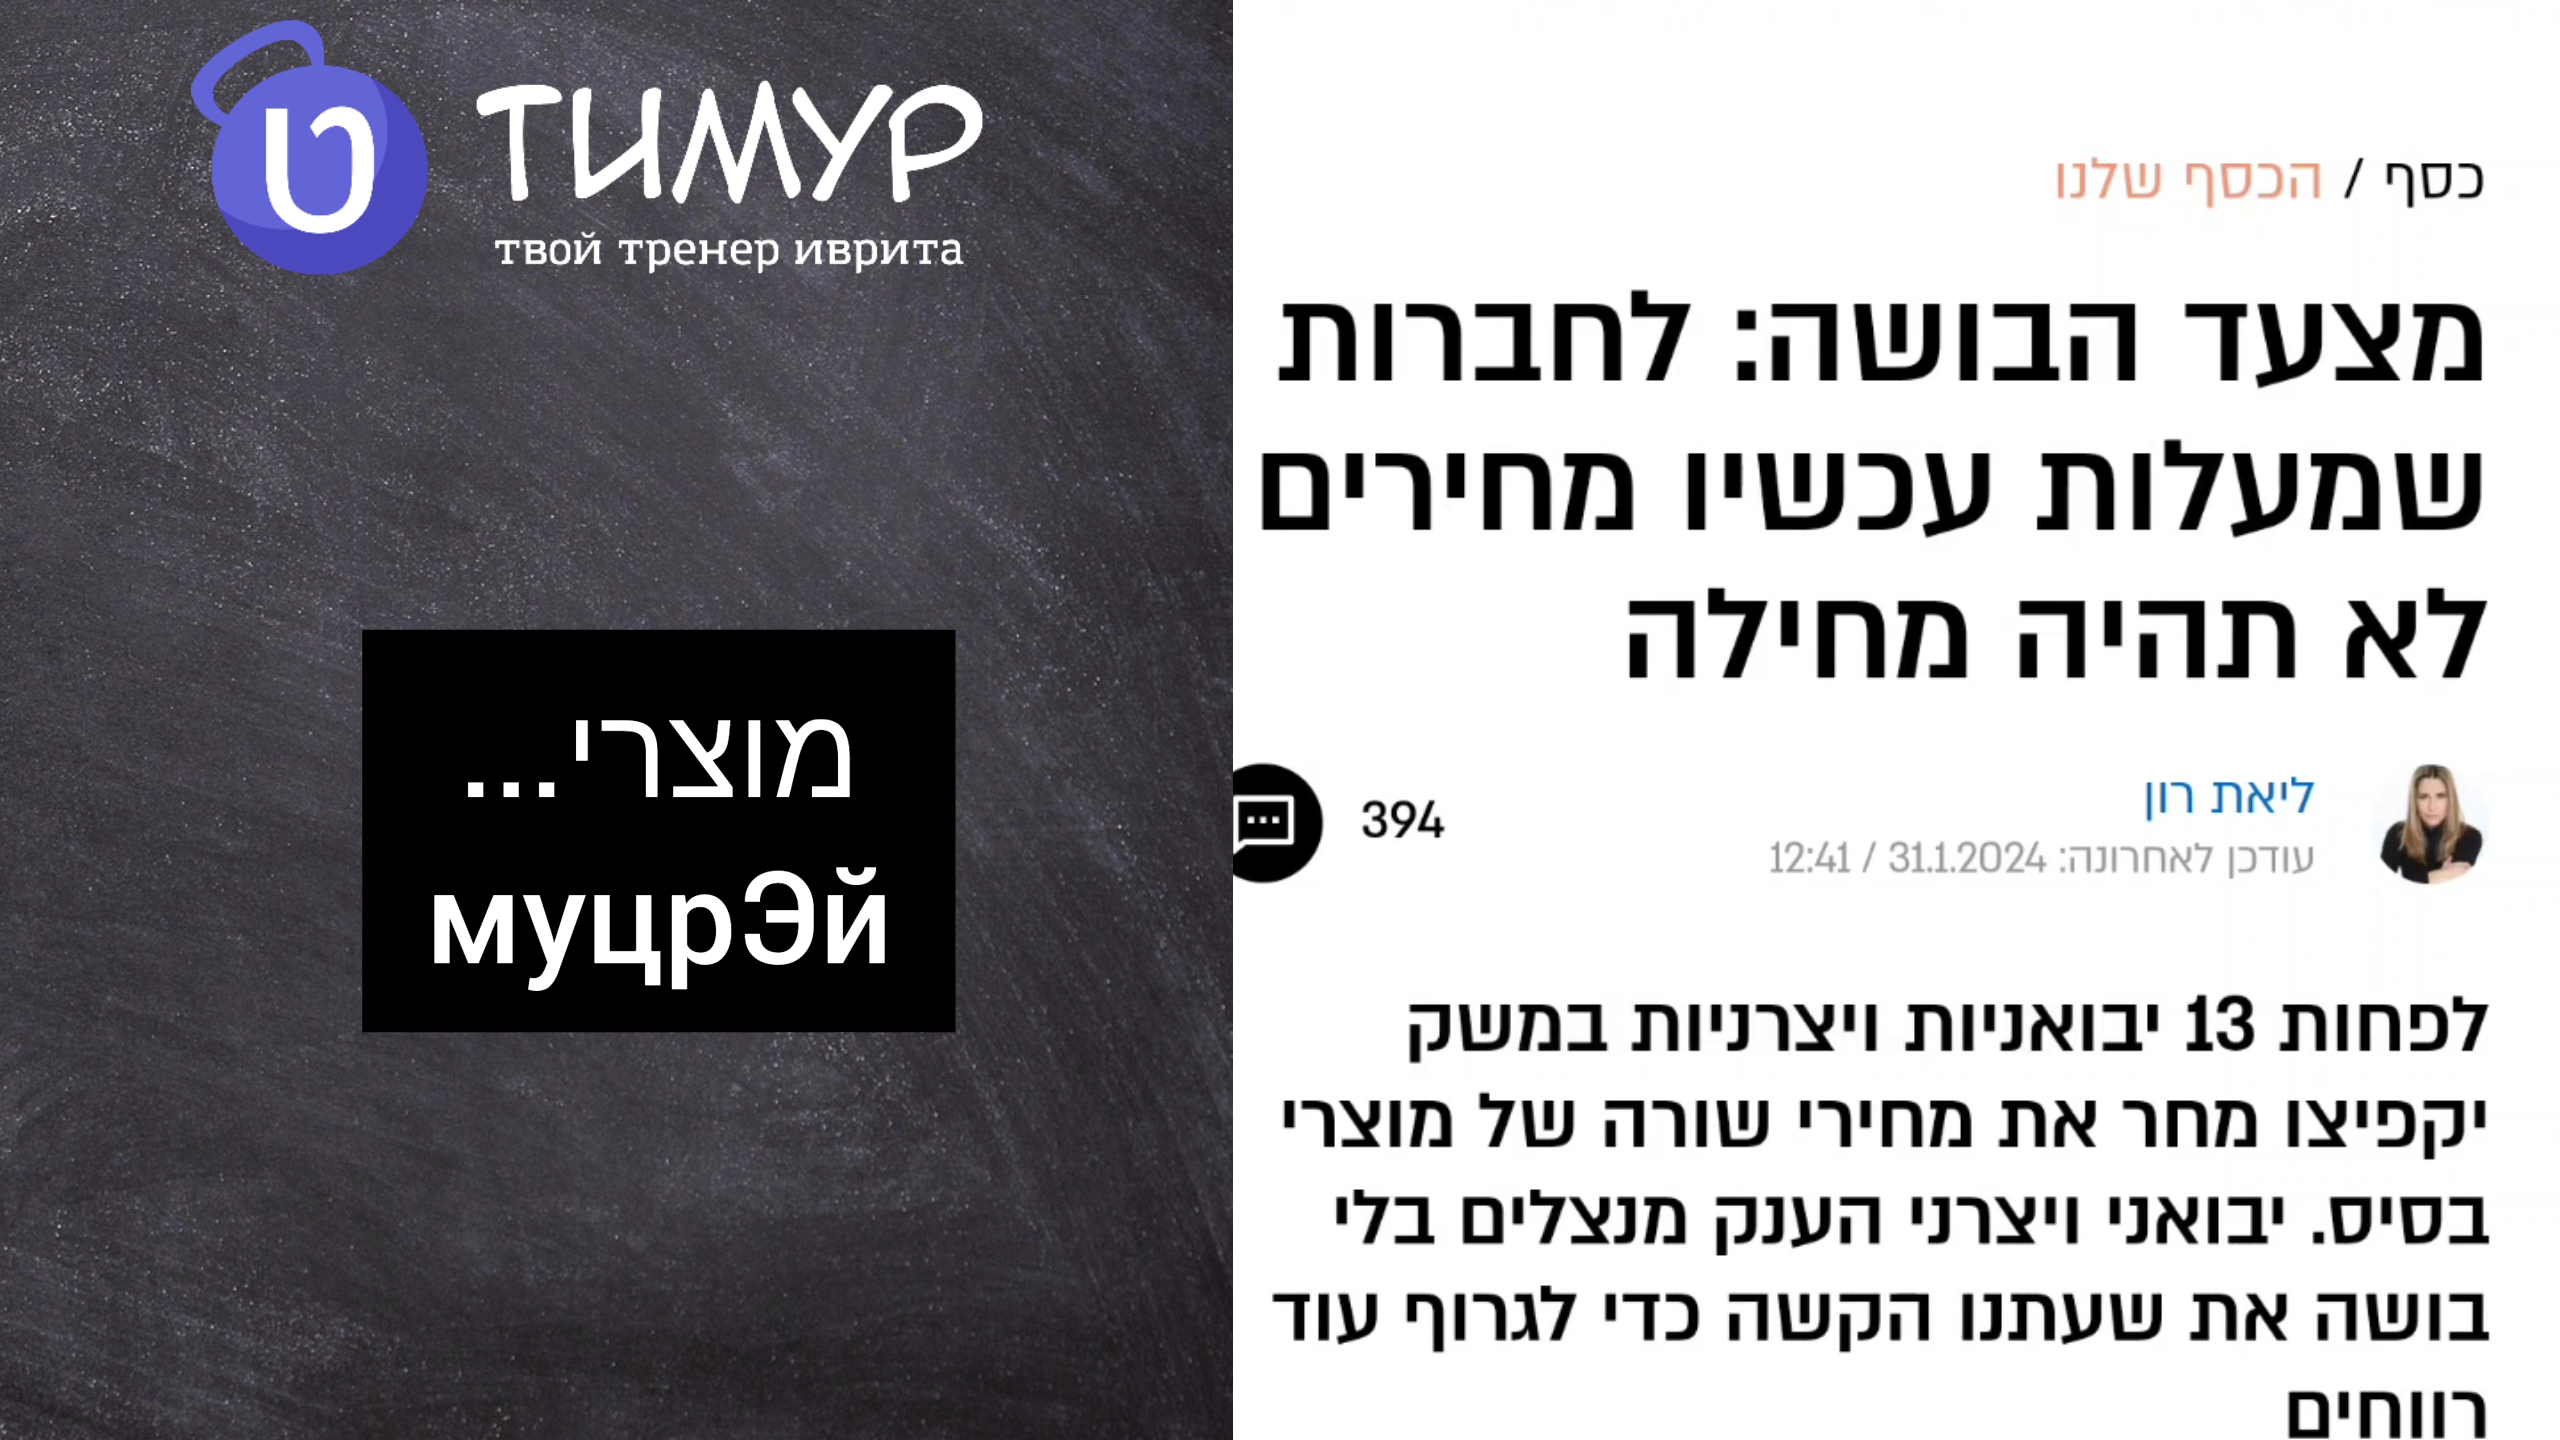 ט
ТИМУР
твой тренер иврита
מוצרי...
муцрЭй
כסף / הכסף שלנו
מצעד הבושה: לחברות
שמעלות עכשיו מחירים
לא תהיה מחילה
ליאת רון
עודכן לאחרונה: 31.1.2024 / 12:41
394
לפחות 13 יבואניות ויצרניות במשק
יקפיצו מחר את מחירי שורה של מוצרי
בסיס. יבואני ויצרני הענק מנצלים בלי
בושה את שעתנו הקשה כדי לגרוף עוד
רווחים